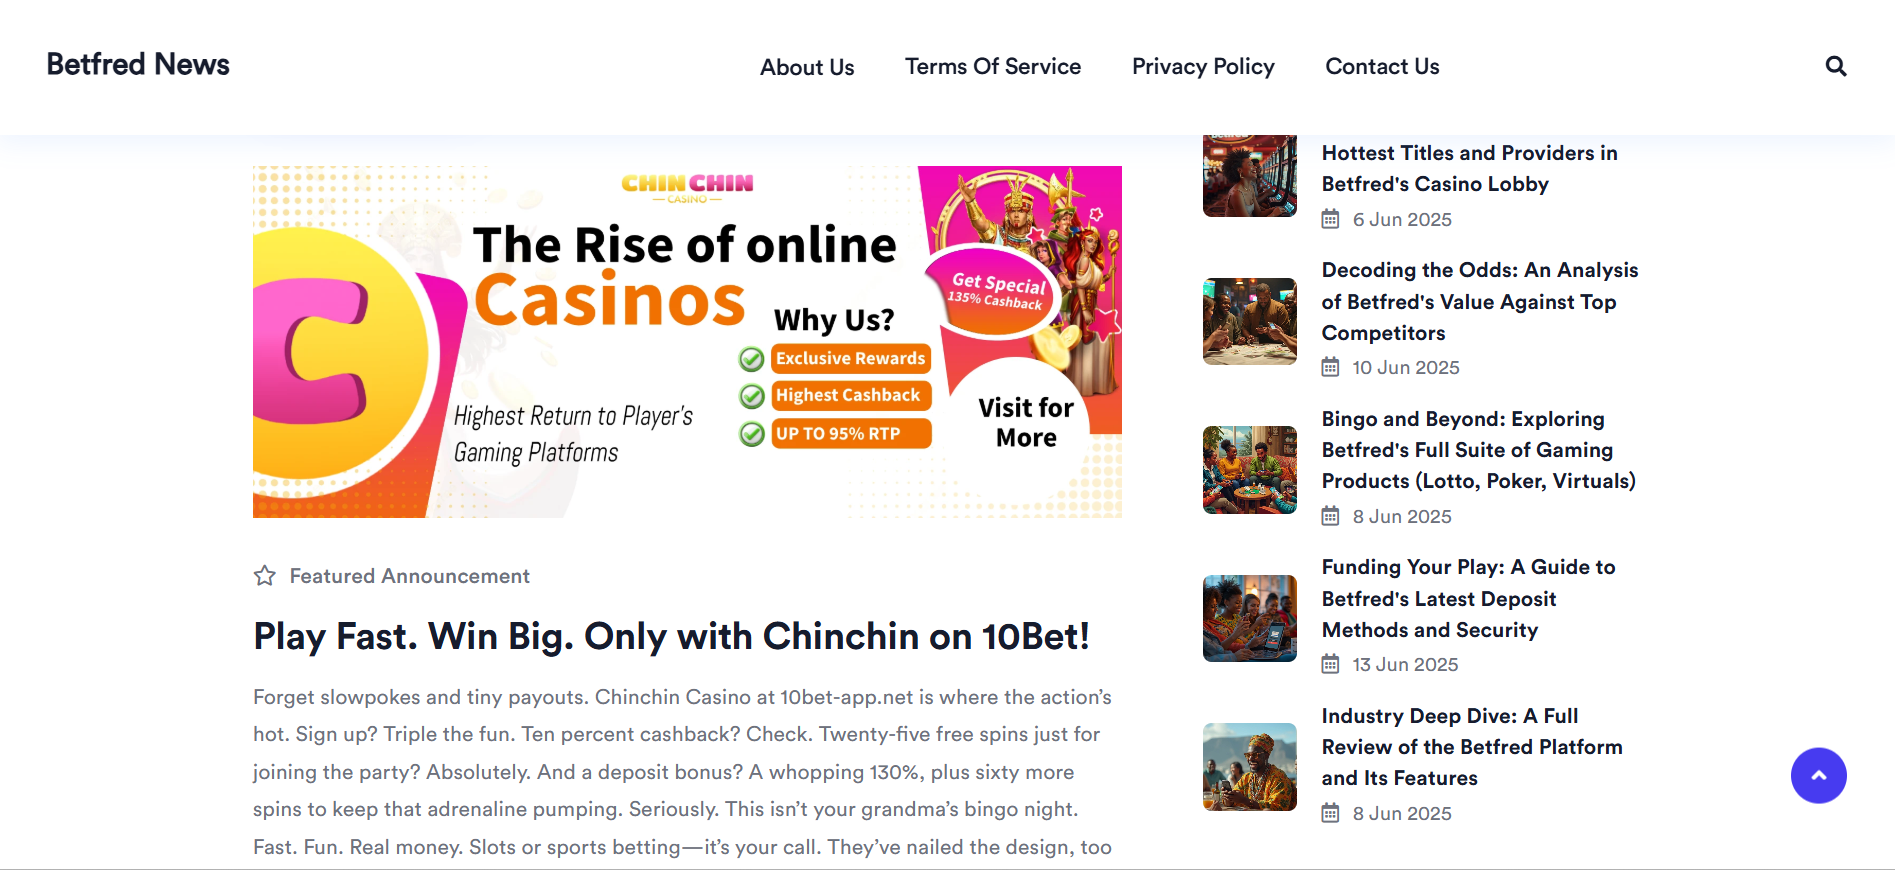 Betfred News
About Us
Terms Of Service
Privacy Policy
Contact Us
CHIN CHIN
CASINO
The Rise of online
Casinos
Why Us?
Exclusive Rewards
Highest Cashback
UP TO 95% RTP
Highest Return to Player's
Gaming Platforms
Get Special
135% Cashback
Visit for
More
Featured Announcement
Play Fast. Win Big. Only with Chinchin on 10Bet!
Forget slowpokes and tiny payouts. Chinchin Casino at 10bet-app.net is where the action’s
hot. Sign up? Triple the fun. Ten percent cashback? Check. Twenty-five free spins just for
joining the party? Absolutely. And a deposit bonus? A whopping 130%, plus sixty more
spins to keep that adrenaline pumping. Seriously. This isn’t your grandma’s bingo night.
Fast. Fun. Real money. Slots or sports betting—it’s your call. They’ve nailed the design, too
Hottest Titles and Providers in
Betfred's Casino Lobby
6 Jun 2025
Decoding the Odds: An Analysis
of Betfred's Value Against Top
Competitors
10 Jun 2025
Bingo and Beyond: Exploring
Betfred's Full Suite of Gaming
Products (Lotto, Poker, Virtuals)
8 Jun 2025
Funding Your Play: A Guide to
Betfred's Latest Deposit
Methods and Security
13 Jun 2025
Industry Deep Dive: A Full
Review of the Betfred Platform
and Its Features
8 Jun 2025